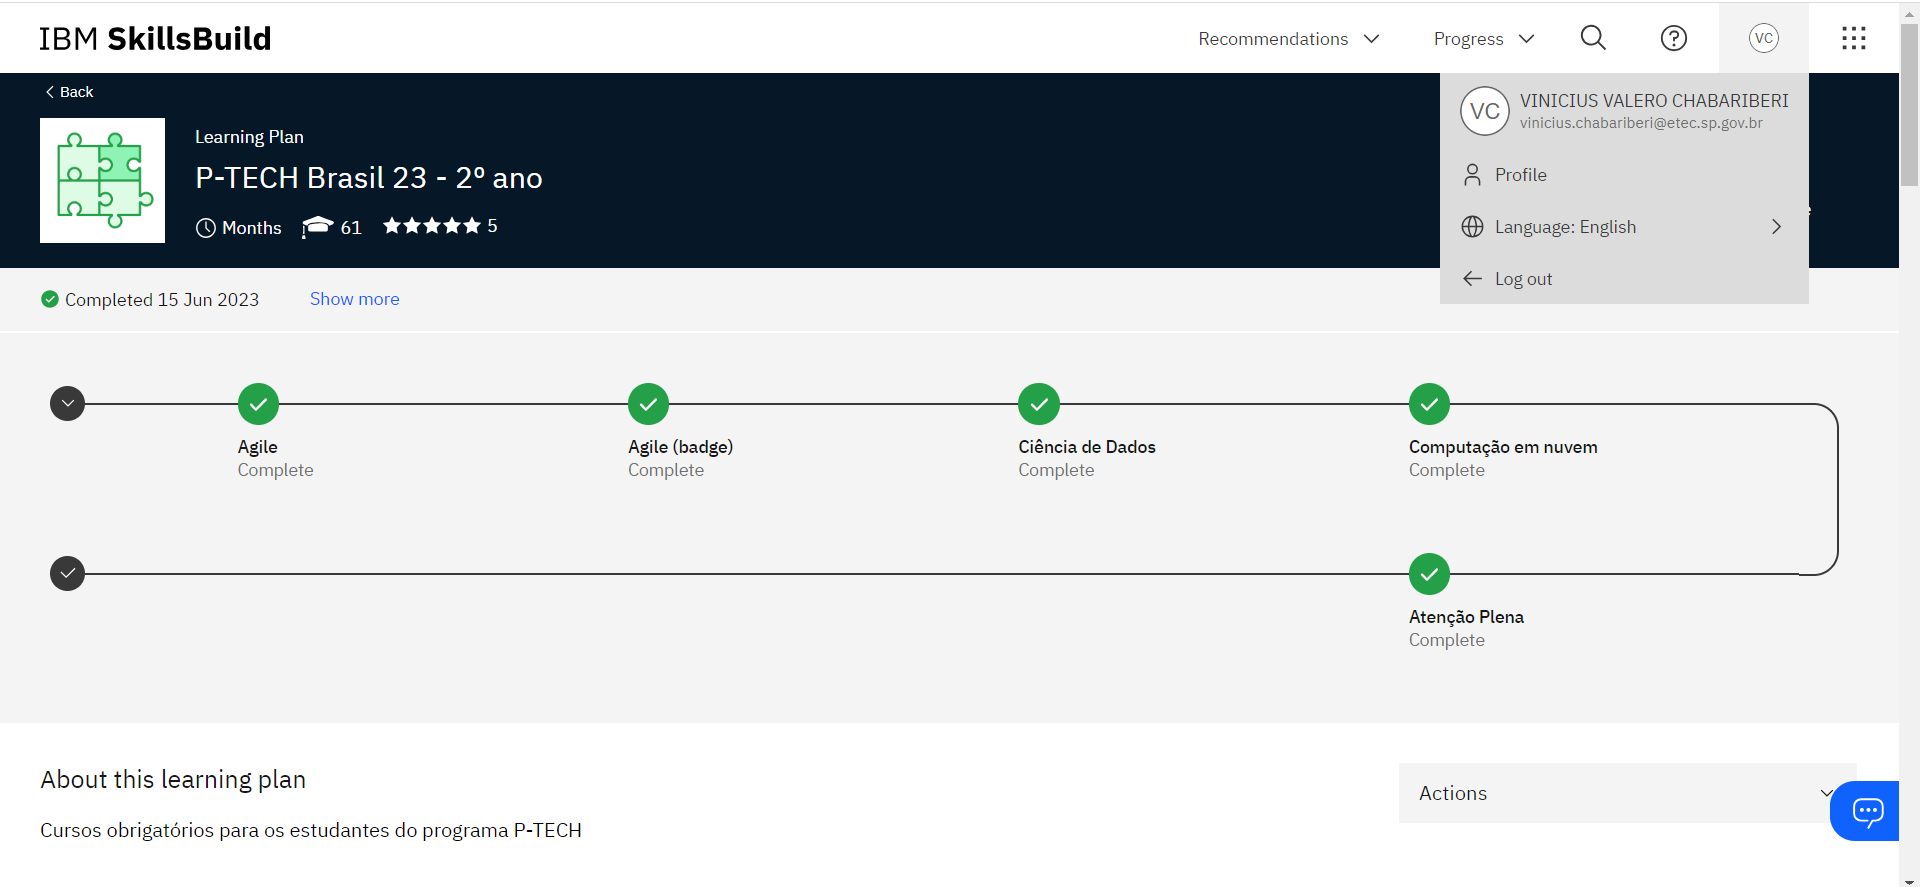 IBM SkillsBuild
Recommendations
Progress
VC
Back
Learning Plan
P-TECH Brasil 23 - 2º ano
Months
61
5
VC
VINICIUS VALERO CHABARIBERI
vinicius.chabariberi@etec.sp.gov.br
Profile
Language: English
Log out
Completed 15 Jun 2023
Show more
Agile
Complete
Agile (badge)
Complete
Ciência de Dados
Complete
Computação em nuvem
Complete
Atenção Plena
Complete
About this learning plan
Cursos obrigatórios para os estudantes do programa P-TECH
Actions